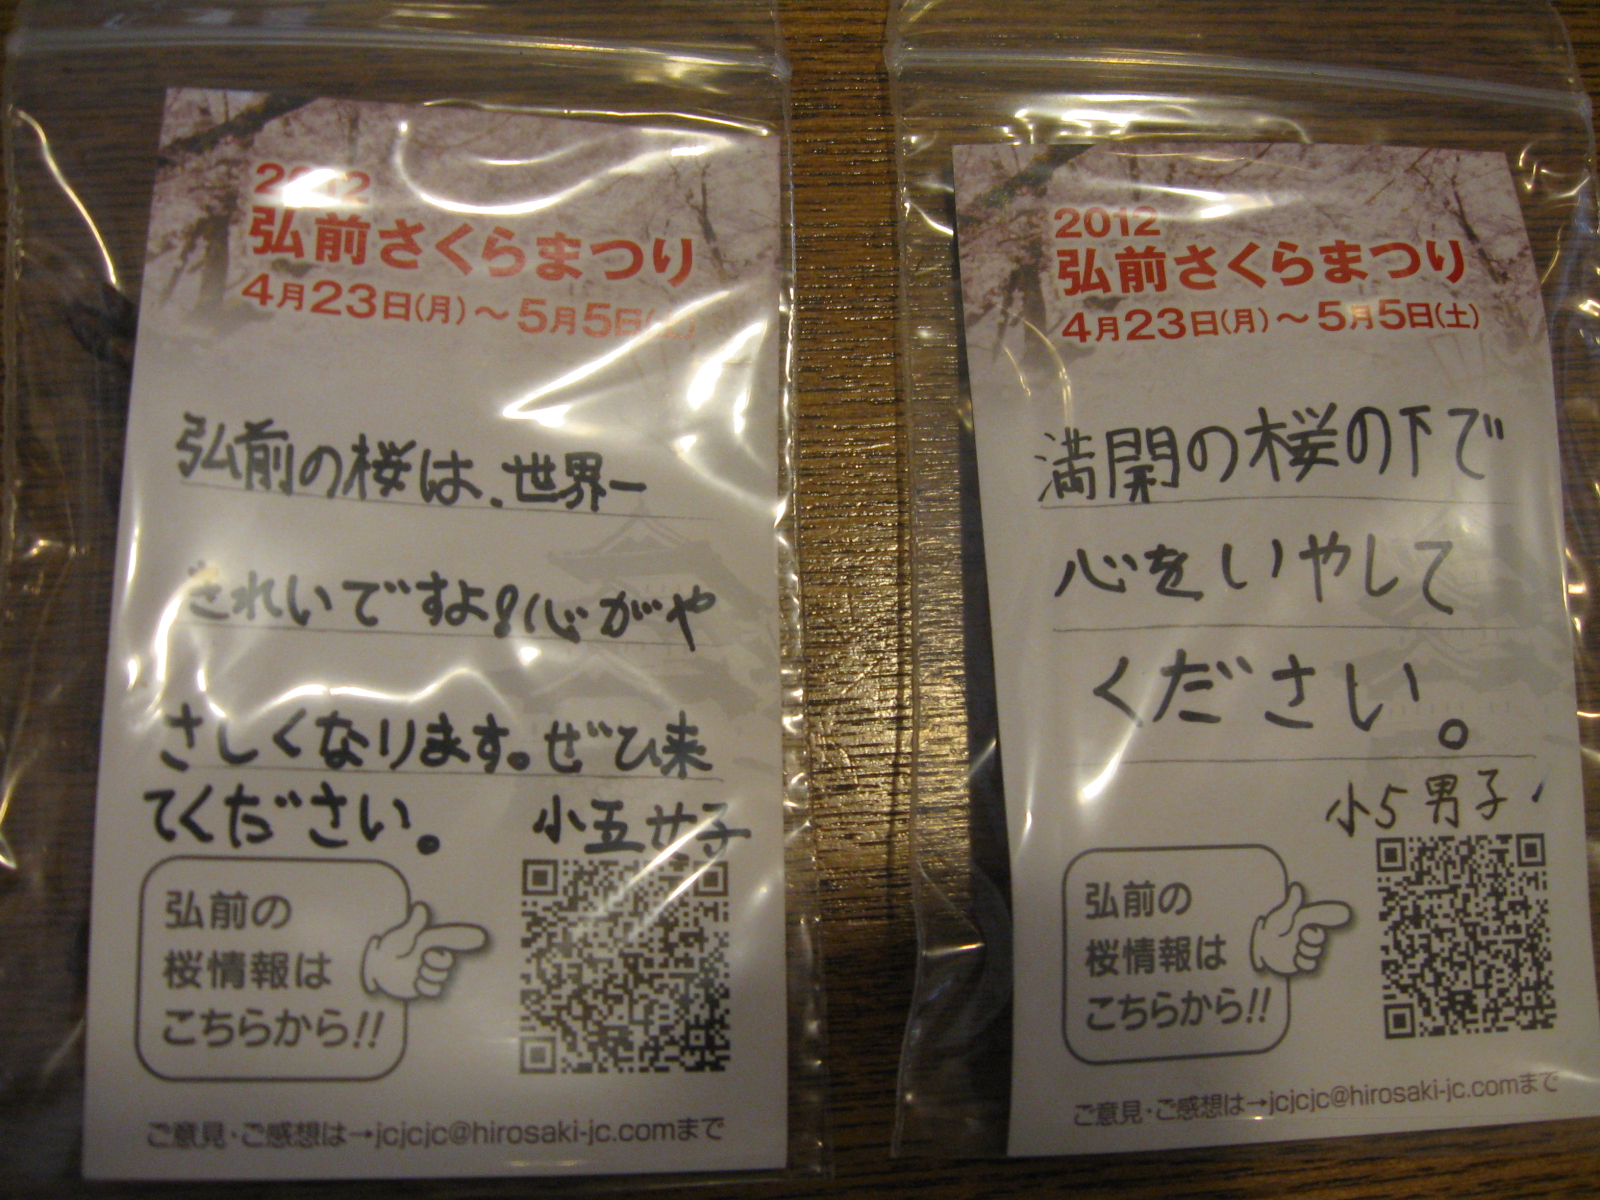 2012
弘前さくらまつり
4月23日(月)～5月5日(土)
弘前の桜は、世界一
きれいですよ!心がや
さしくなります。ぜひ来
てください。 小五女子
弘前の
桜情報は
こちらから!!
ご意見・ご感想は→jcjcjc@hirosaki-jc.comまで
2012
弘前さくらまつり
4月23日(月)～5月5日(土)
満開の桜の下で
心をいやして
ください。
小5男子
弘前の
桜情報は
こちらから!!
ご意見・ご感想は→jcjcjc@hirosaki-jc.comまで